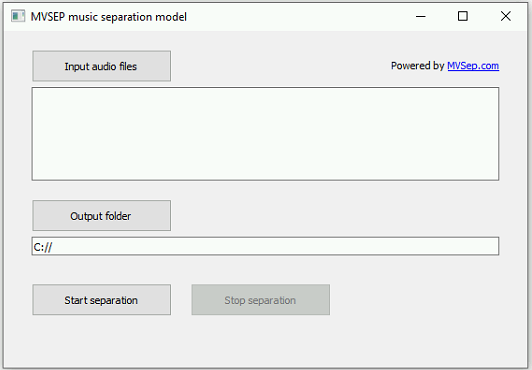 MVSEP music separation model
Input audio files
Powered by MVSep.com
Output folder
C://
Start separation
Stop separation